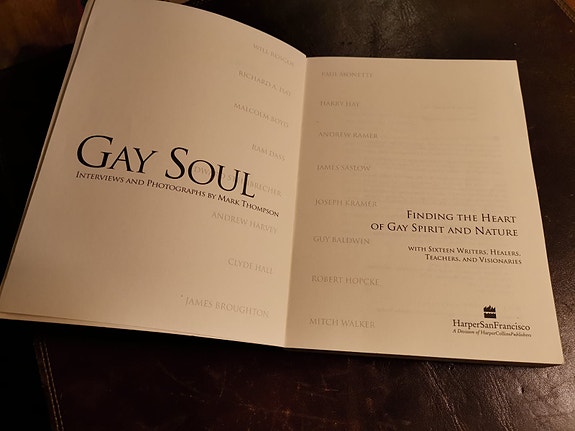 WILL ROSCOE
RICHARD A. ISAY
MALCOLM BOYD
RAM DASS
GAY SOUL
BRECHER
INTERVIEWS AND PHOTOGRAPHS BY MARK THOMPSON
ANDREW HARVEY
CLYDE HALL
JAMES BROUGHTON
PAUL MONETTE
HARRY HAY
ANDREW RAMER
JAMES SASLOW
JOSEPH KRAMER
FINDING THE HEART
OF GAY SPIRIT AND NATURE
GUY BALDWIN
WITH SIXTEEN WRITERS, HEALERS,
TEACHERS, AND VISIONARIES
ROBERT HOPCKE
MITCH WALKER
HarperSanFrancisco
A Division of HarperCollinsPublishers